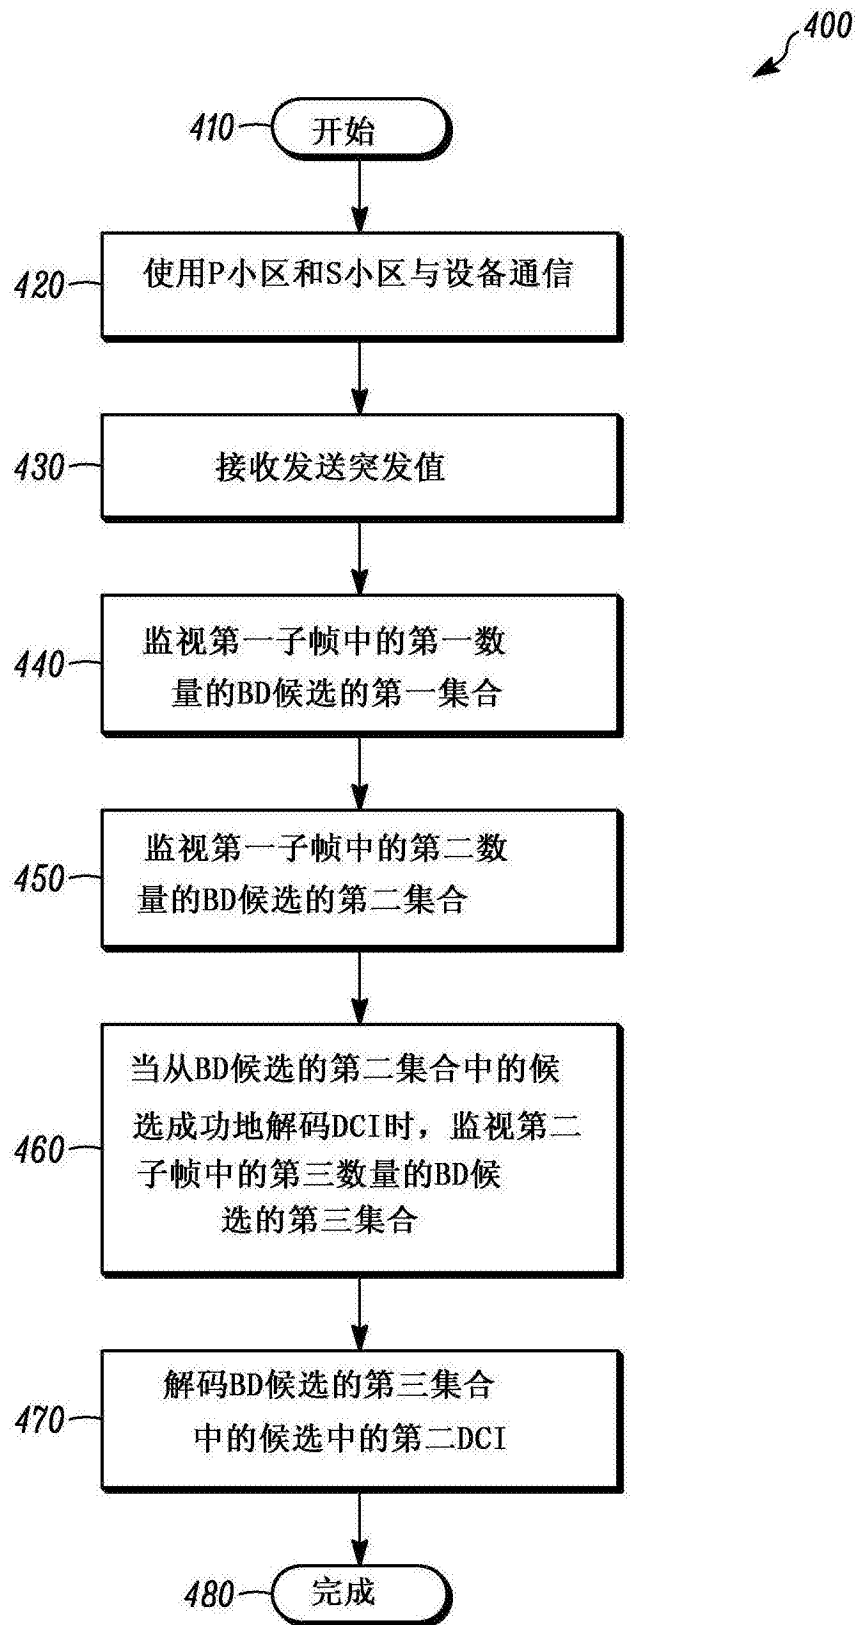 400
410
开始
420
使用P小区和S小区与设备通信
430
接收发送突发值
440
监视第一子帧中的第一数
量的BD候选的第一集合
450
监视第一子帧中的第二数
量的BD候选的第二集合
460
当从BD候选的第二集合中的候
选成功地解码DCI时，监视第二
子帧中的第三数量的BD候
选的第三集合
470
解码BD候选的第三集合
中的候选中的第二DCI
480
完成